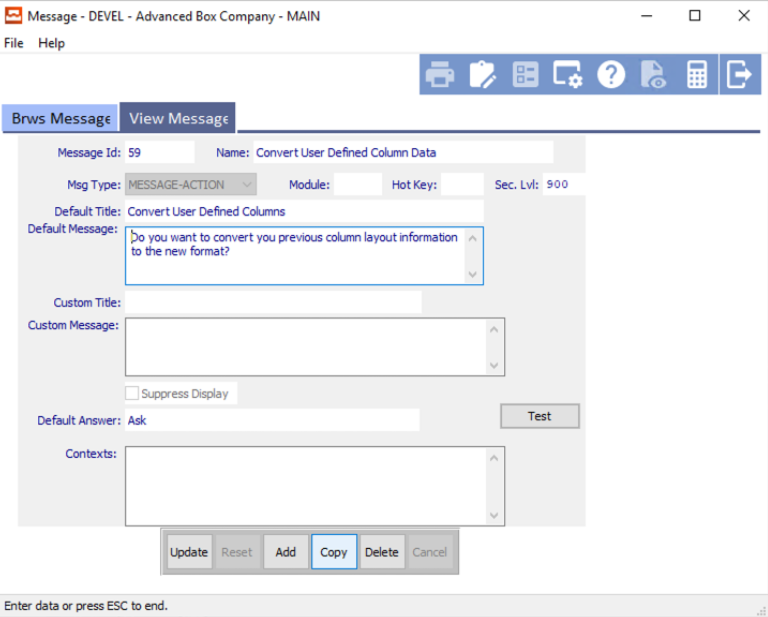 Message - DEVEL - Advanced Box Company - MAIN
File Help
Brws Message View Message
Message Id: 59 Name: Convert User Defined Column Data
Msg Type: MESSAGE-ACTION Module: Hot Key: Sec. Lvl: 900
Default Title: Convert User Defined Columns
Default Message: Do you want to convert you previous column layout information
to the new format?
Custom Title:
Custom Message:
Suppress Display
Default Answer: Ask
Test
Contexts:
Update Reset Add Copy Delete Cancel
Enter data or press ESC to end.